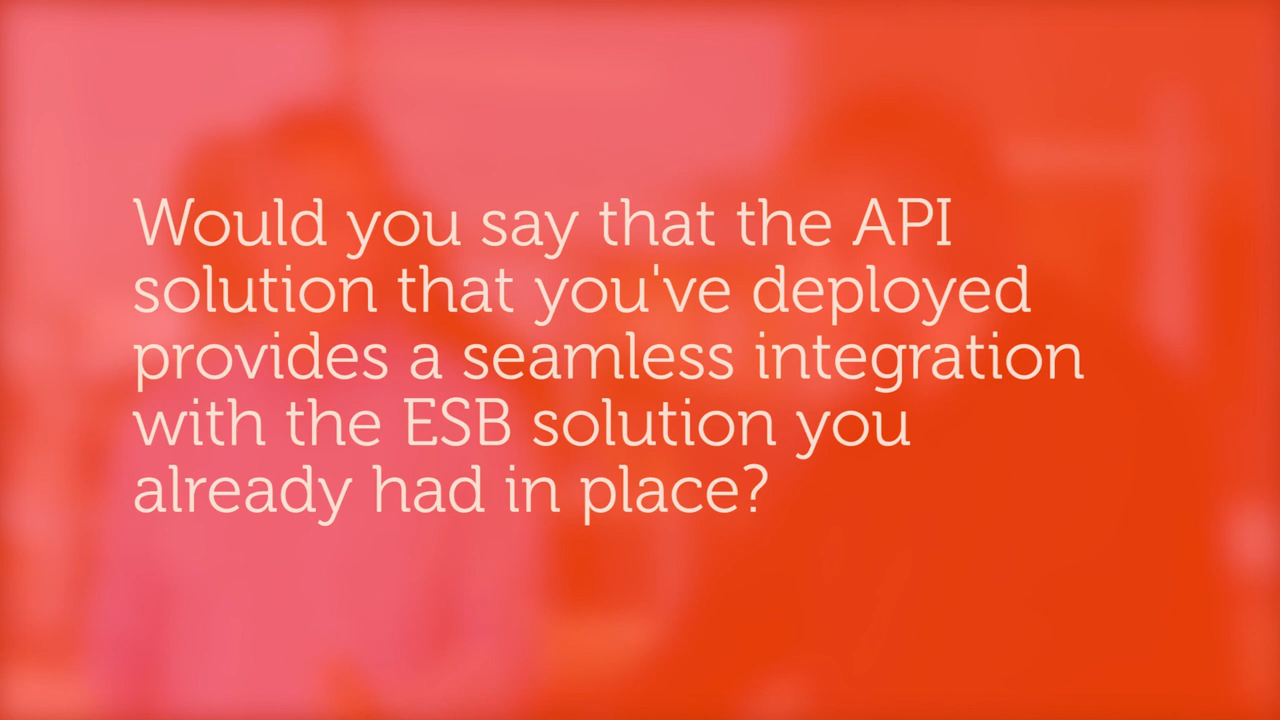 Would you say that the API
solution that you've deployed
provides a seamless integration
with the ESB solution you
already had in place?